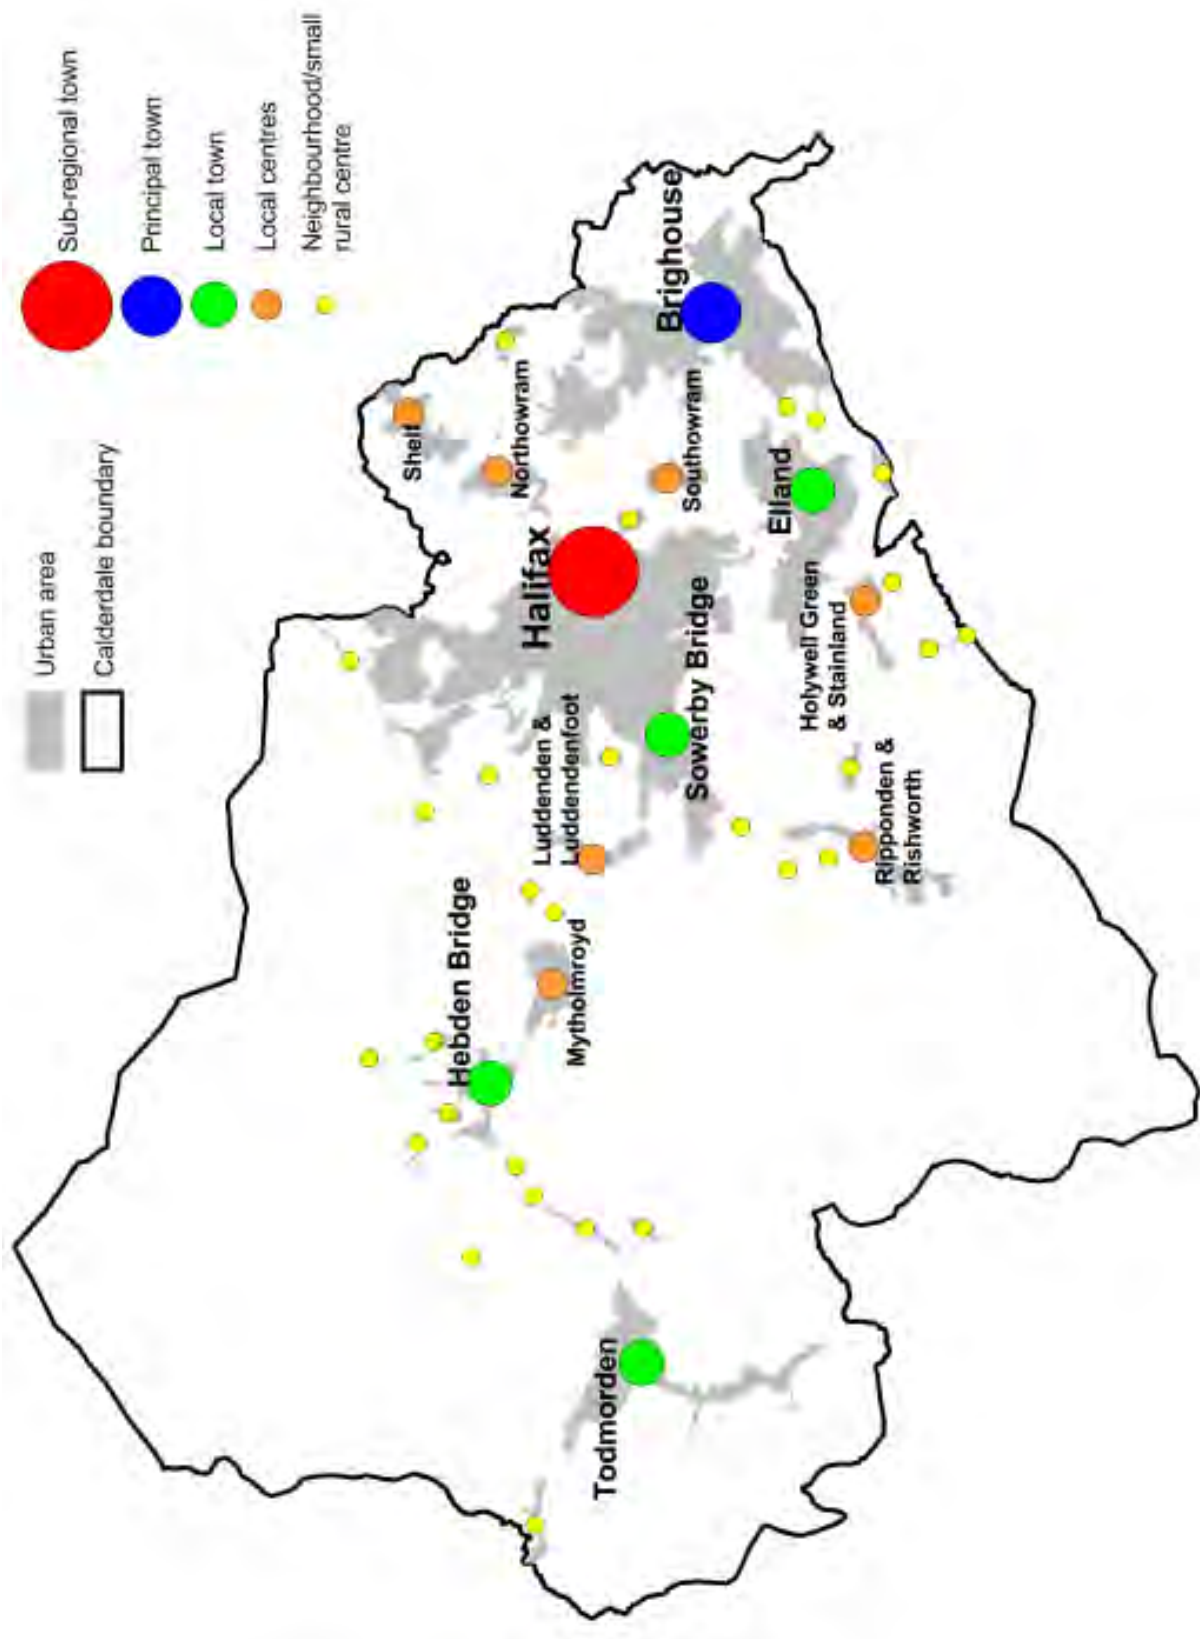 Urban area
Calderdale boundary
Sub-regional town
Principal town
Local town
Local centres
Neighbourhood/small
rural centre
Shelf
Northowram
Halifax
Brighouse
Southowram
Elland
Luddenden &
Luddendenfoot
Sowerby Bridge
Holywell Green
& Stainland
Ripponden &
Rishworth
Hebden Bridge
Mytholmroyd
Todmorden